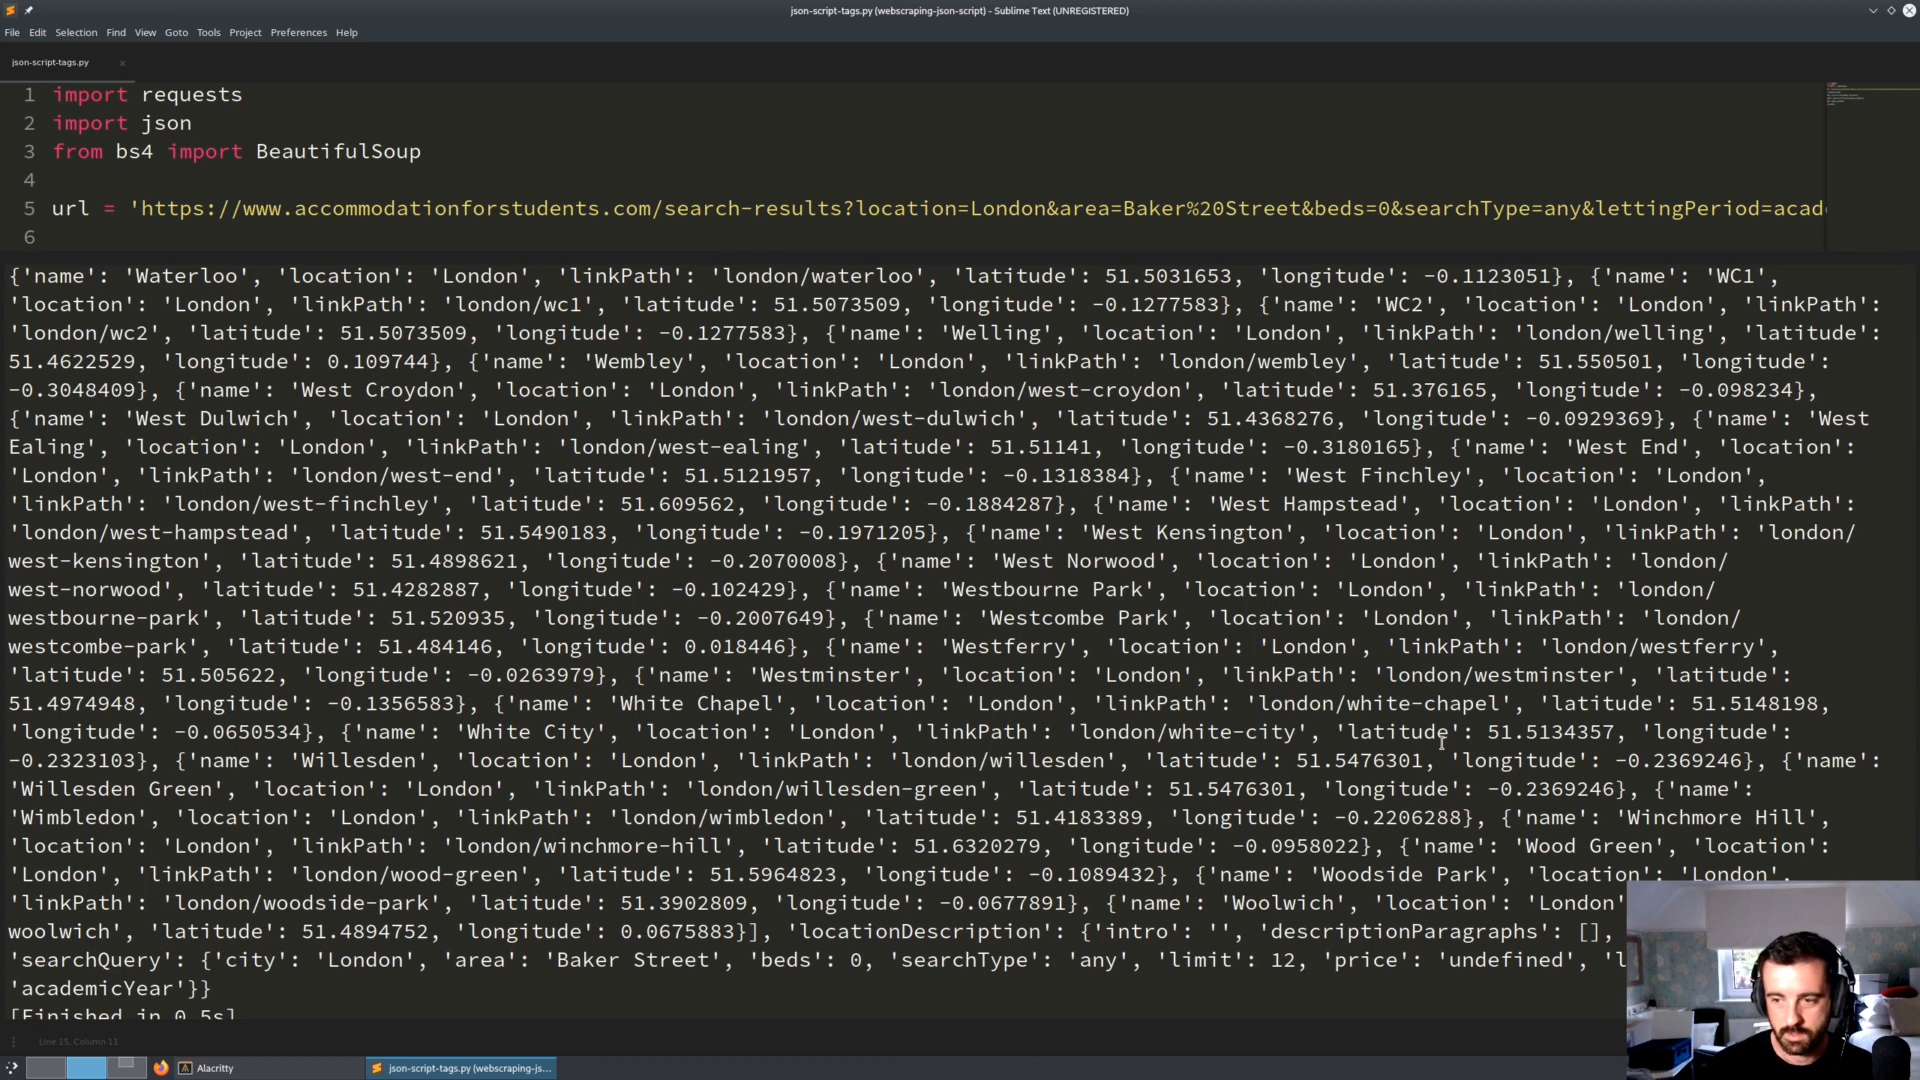 json-script-tags.py (webscraping-json-script) - Sublime Text (UNREGISTERED)
File Edit Selection Find View Goto Tools Project Preferences Help
json-script-tags.py
1 import requests
2 import json
3 from bs4 import BeautifulSoup
4
5 url = 'https://www.accommodationforstudents.com/search-results?location=London&area=Baker%20Street&beds=0&searchType=any&lettingPeriod=acad
6
{'name': 'Waterloo', 'location': 'London', 'linkPath': 'london/waterloo', 'latitude': 51.5031653, 'longitude': -0.1123051}, {'name': 'WC1',
'location': 'London', 'linkPath': 'london/wc1', 'latitude': 51.5073509, 'longitude': -0.1277583}, {'name': 'WC2', 'location': 'London', 'linkPath':
'london/wc2', 'latitude': 51.5073509, 'longitude': -0.1277583}, {'name': 'Welling', 'location': 'London', 'linkPath': 'london/welling', 'latitude':
51.4622529, 'longitude': 0.109744}, {'name': 'Wembley', 'location': 'London', 'linkPath': 'london/wembley', 'latitude': 51.550501, 'longitude':
-0.3048409}, {'name': 'West Croydon', 'location': 'London', 'linkPath': 'london/west-croydon', 'latitude': 51.376165, 'longitude': -0.098234},
{'name': 'West Dulwich', 'location': 'London', 'linkPath': 'london/west-dulwich', 'latitude': 51.4368276, 'longitude': -0.0929369}, {'name': 'West
Ealing', 'location': 'London', 'linkPath': 'london/west-ealing', 'latitude': 51.51141, 'longitude': -0.3180165}, {'name': 'West End', 'location':
'London', 'linkPath': 'london/west-end', 'latitude': 51.5121957, 'longitude': -0.1318384}, {'name': 'West Finchley', 'location': 'London',
'linkPath': 'london/west-finchley', 'latitude': 51.609562, 'longitude': -0.1884287}, {'name': 'West Hampstead', 'location': 'London', 'linkPath':
'london/west-hampstead', 'latitude': 51.5490183, 'longitude': -0.1971205}, {'name': 'West Kensington', 'location': 'London', 'linkPath': 'london/
west-kensington', 'latitude': 51.4898621, 'longitude': -0.2070008}, {'name': 'West Norwood', 'location': 'London', 'linkPath': 'london/
west-norwood', 'latitude': 51.4282887, 'longitude': -0.102429}, {'name': 'Westbourne Park', 'location': 'London', 'linkPath': 'london/
westbourne-park', 'latitude': 51.520935, 'longitude': -0.2007649}, {'name': 'Westcombe Park', 'location': 'London', 'linkPath': 'london/
westcombe-park', 'latitude': 51.484146, 'longitude': 0.018446}, {'name': 'Westferry', 'location': 'London', 'linkPath': 'london/westferry',
'latitude': 51.505622, 'longitude': -0.0263979}, {'name': 'Westminster', 'location': 'London', 'linkPath': 'london/westminster', 'latitude':
51.4974948, 'longitude': -0.1356583}, {'name': 'White Chapel', 'location': 'London', 'linkPath': 'london/white-chapel', 'latitude': 51.5148198,
'longitude': -0.0650534}, {'name': 'White City', 'location': 'London', 'linkPath': 'london/white-city', 'latitude': 51.5134357, 'longitude':
-0.2323103}, {'name': 'Willesden', 'location': 'London', 'linkPath': 'london/willesden', 'latitude': 51.5476301, 'longitude': -0.2369246}, {'name':
'Willesden Green', 'location': 'London', 'linkPath': 'london/willesden-green', 'latitude': 51.5476301, 'longitude': -0.2369246}, {'name':
'Wimbledon', 'location': 'London', 'linkPath': 'london/wimbledon', 'latitude': 51.4183389, 'longitude': -0.2206288}, {'name': 'Winchmore Hill',
'location': 'London', 'linkPath': 'london/winchmore-hill', 'latitude': 51.6320279, 'longitude': -0.0958022}, {'name': 'Wood Green', 'location':
'London', 'linkPath': 'london/wood-green', 'latitude': 51.5964823, 'longitude': -0.1089432}, {'name': 'Woodside Park', 'location': 'London',
'linkPath': 'london/woodside-park', 'latitude': 51.3902809, 'longitude': -0.0677891}, {'name': 'Woolwich', 'location': 'London'
woolwich', 'latitude': 51.4894752, 'longitude': 0.0675883}], 'locationDescription': {'intro': '', 'descriptionParagraphs': [],
'searchQuery': {'city': 'London', 'area': 'Baker Street', 'beds': 0, 'searchType': 'any', 'limit': 12, 'price': 'undefined', 'l
'academicYear'}}
[Finished in 0.5s]
Line 15, Column 11
Alacritty
json-script-tags.py (webscraping-js...